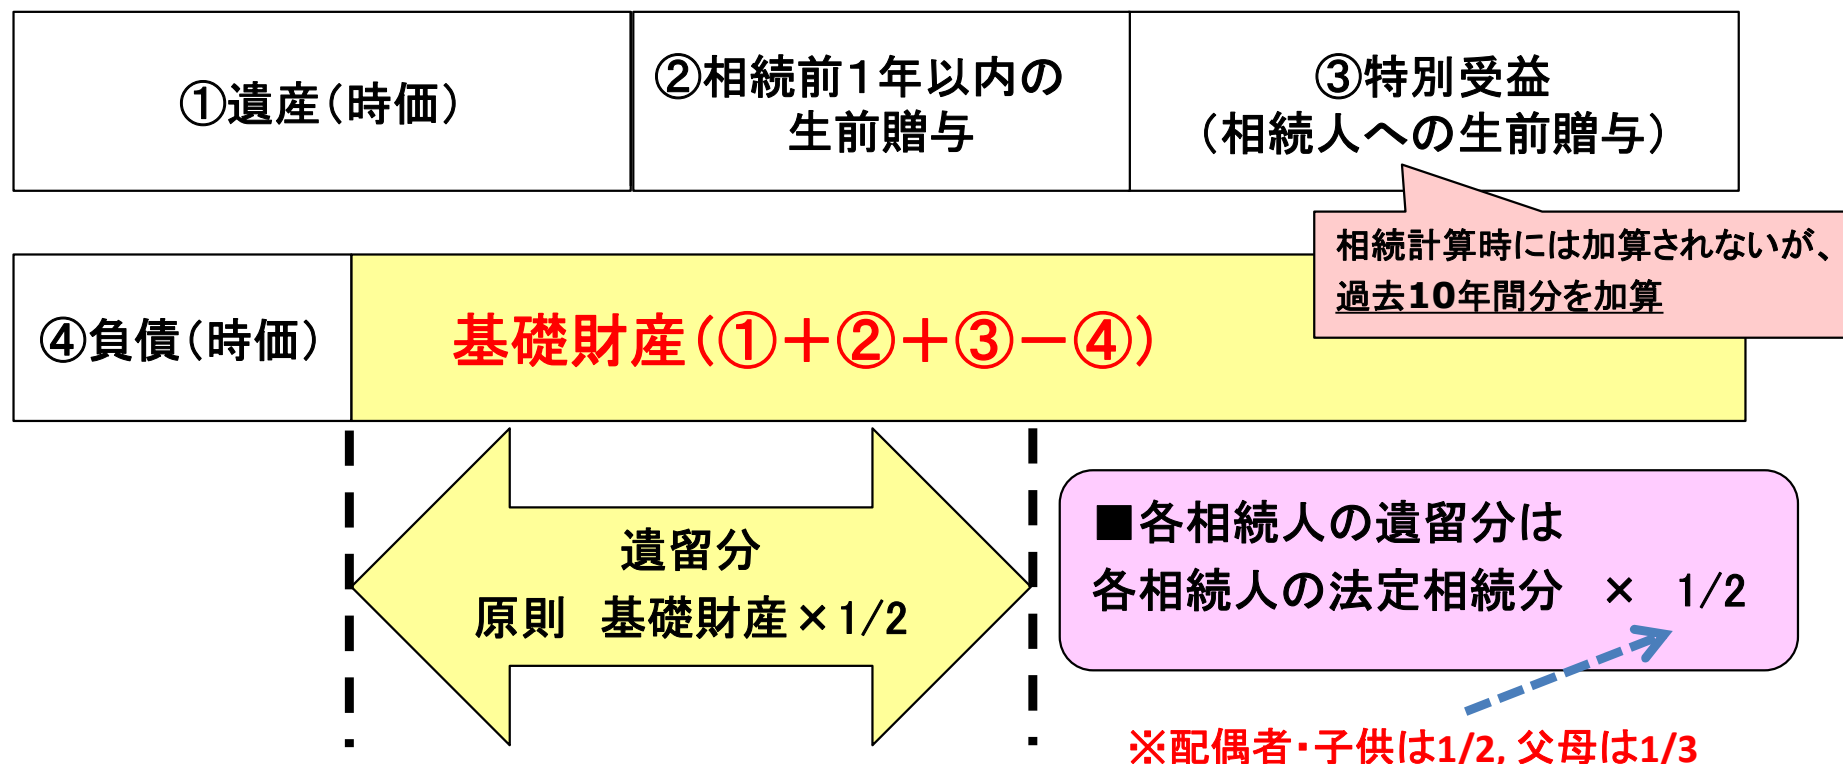 ①遺産(時価)
②相続前1年以内の
生前贈与
③特別受益
(相続人への生前贈与)
相続計算時には加算されないが、
過去10年間分を加算
④負債(時価)
基礎財産(①+②+③-④)
遺留分
原則 基礎財産×1/2
■各相続人の遺留分は
各相続人の法定相続分 × 1/2
※配偶者・子供は1/2, 父母は1/3